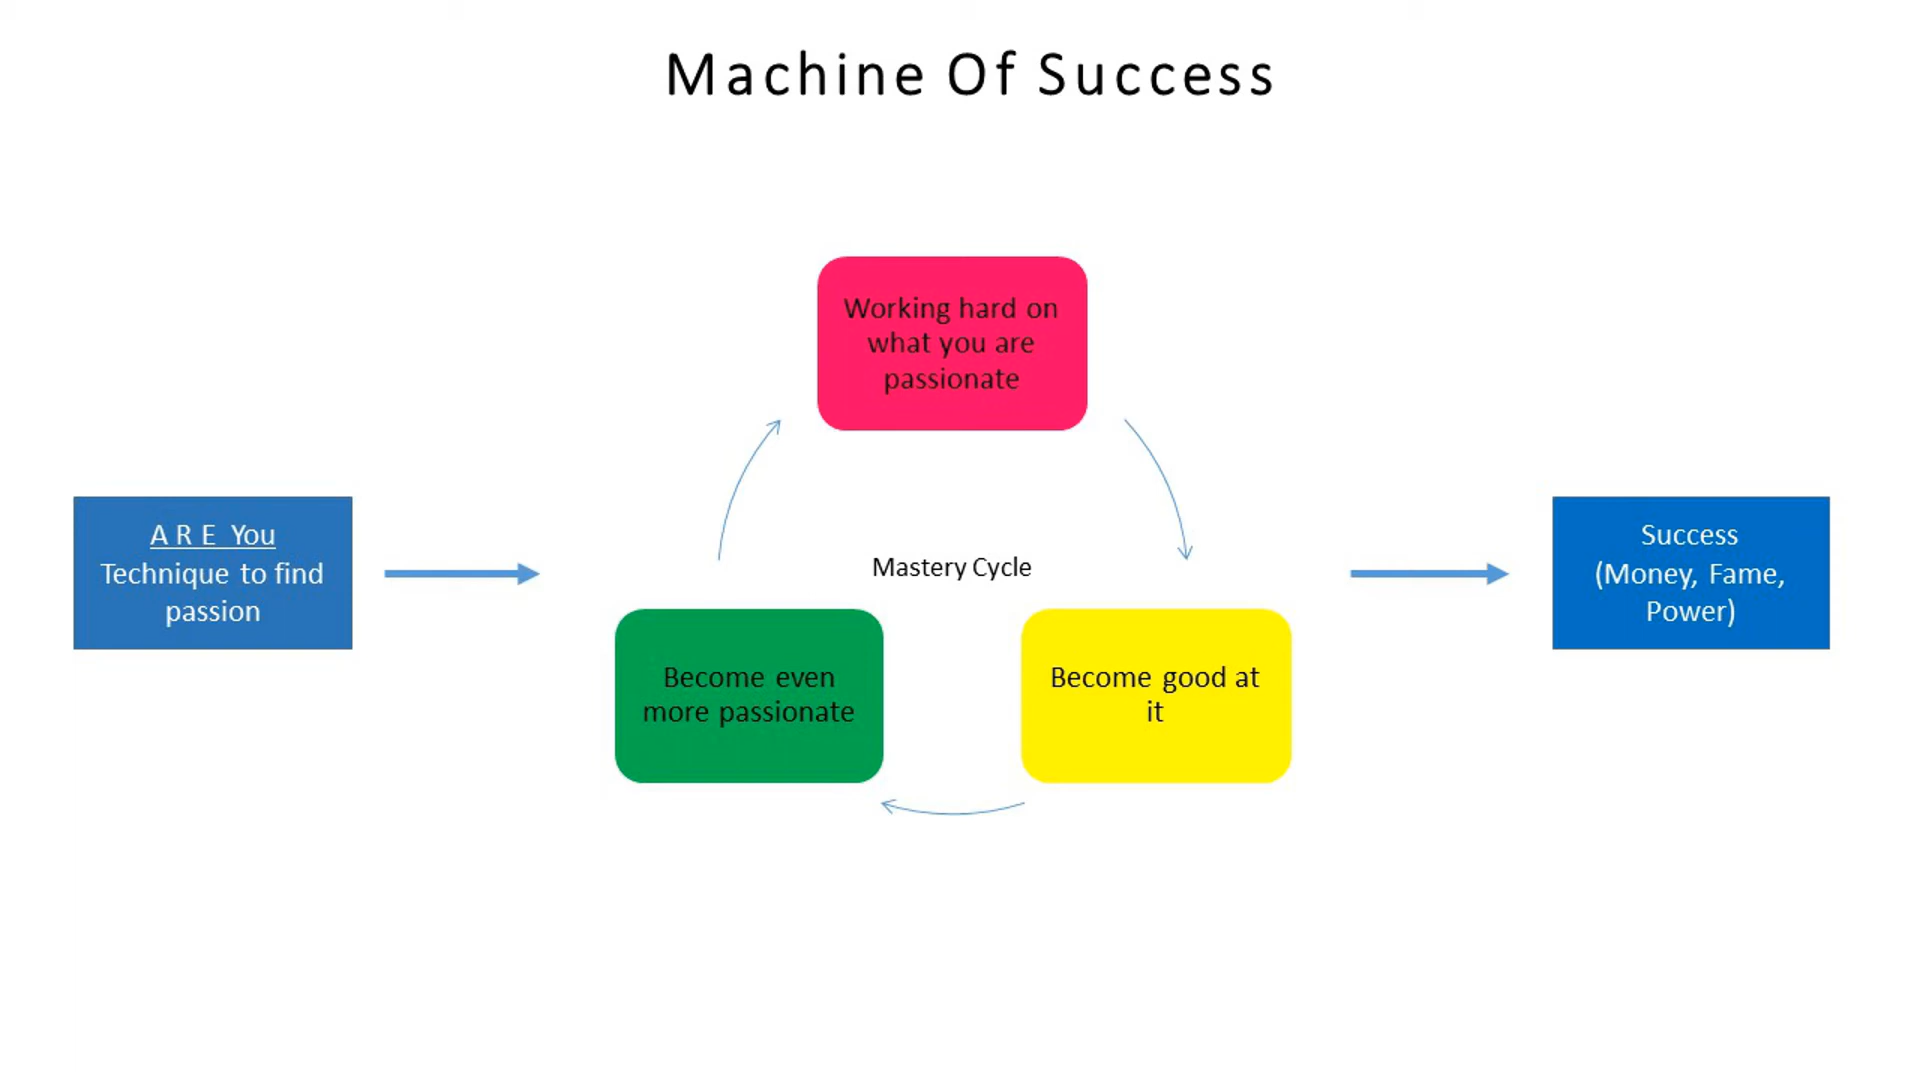 Machine Of Success
Working hard on
what you are
passionate
A R E You
Technique to find
passion
Mastery Cycle
Success
(Money, Fame,
Power)
Become even
more passionate
Become good at
it